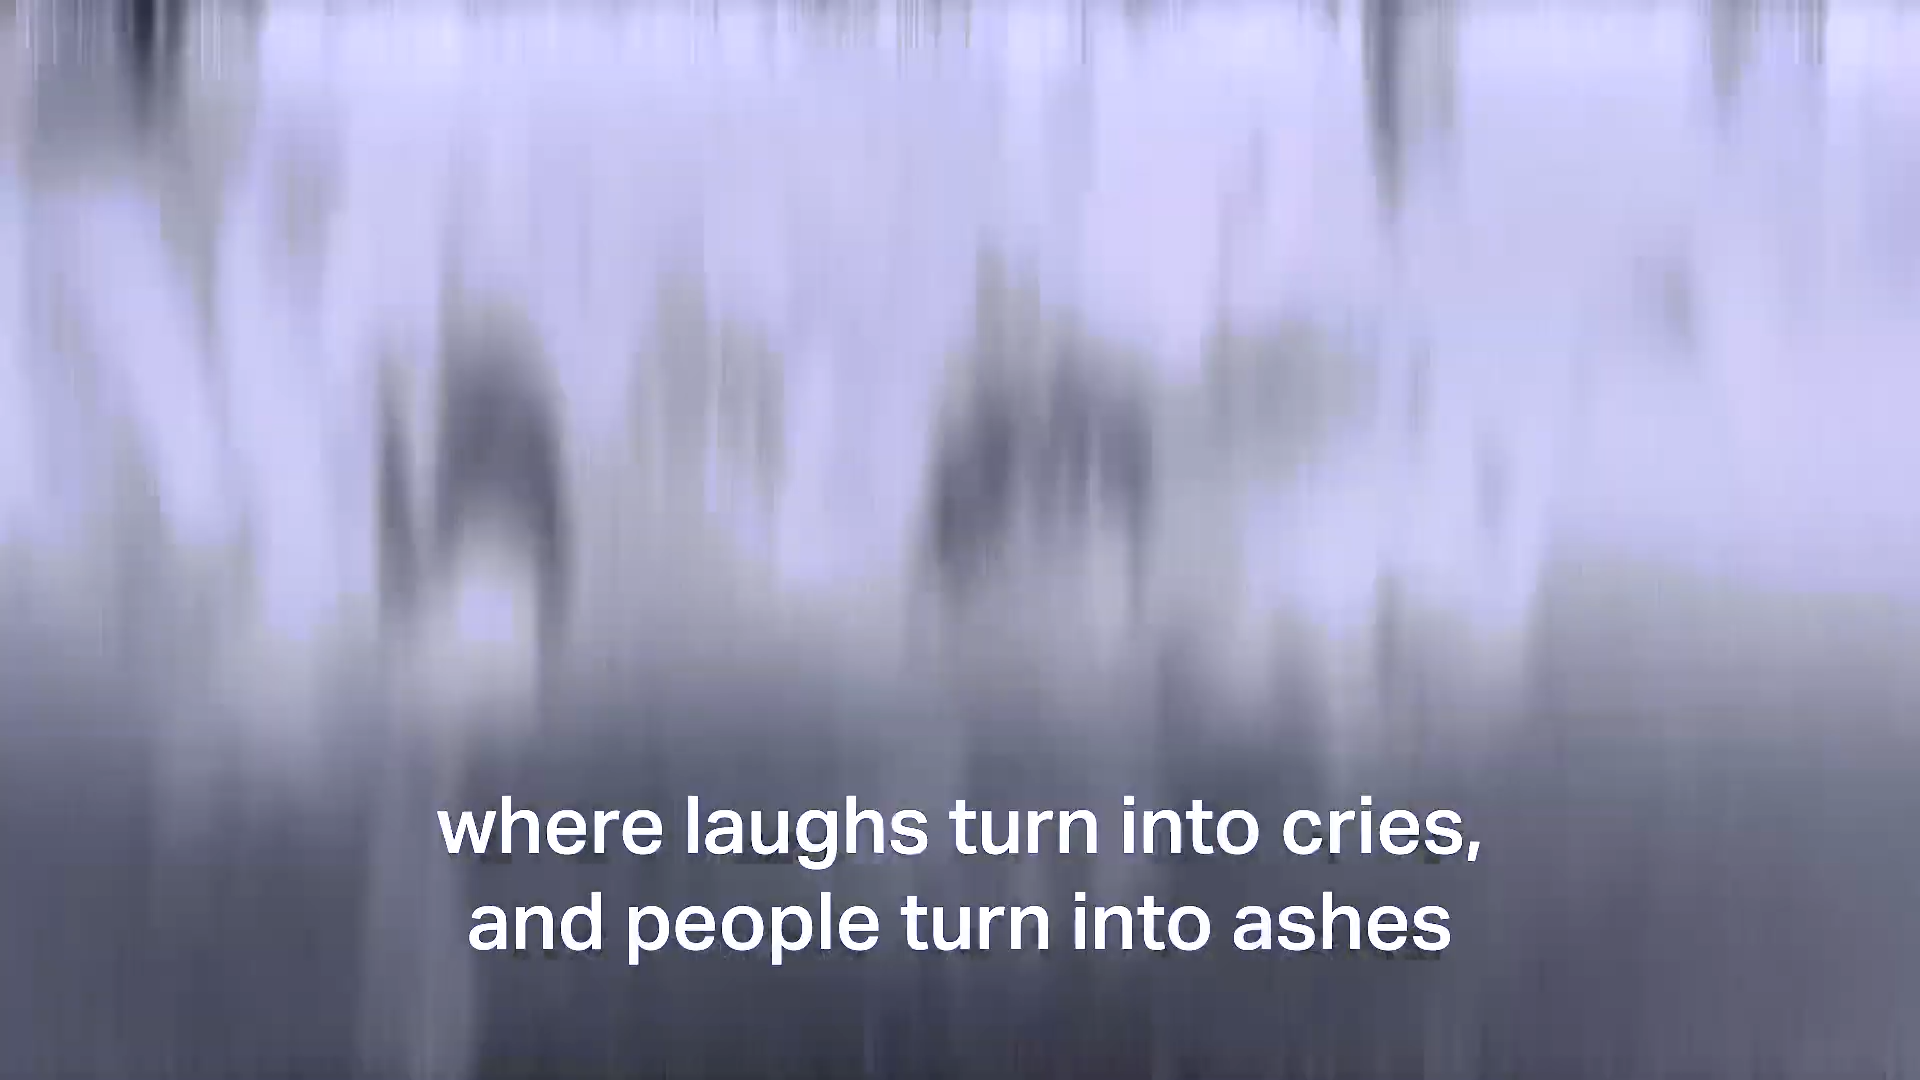 where laughs turn into cries,
and people turn into ashes